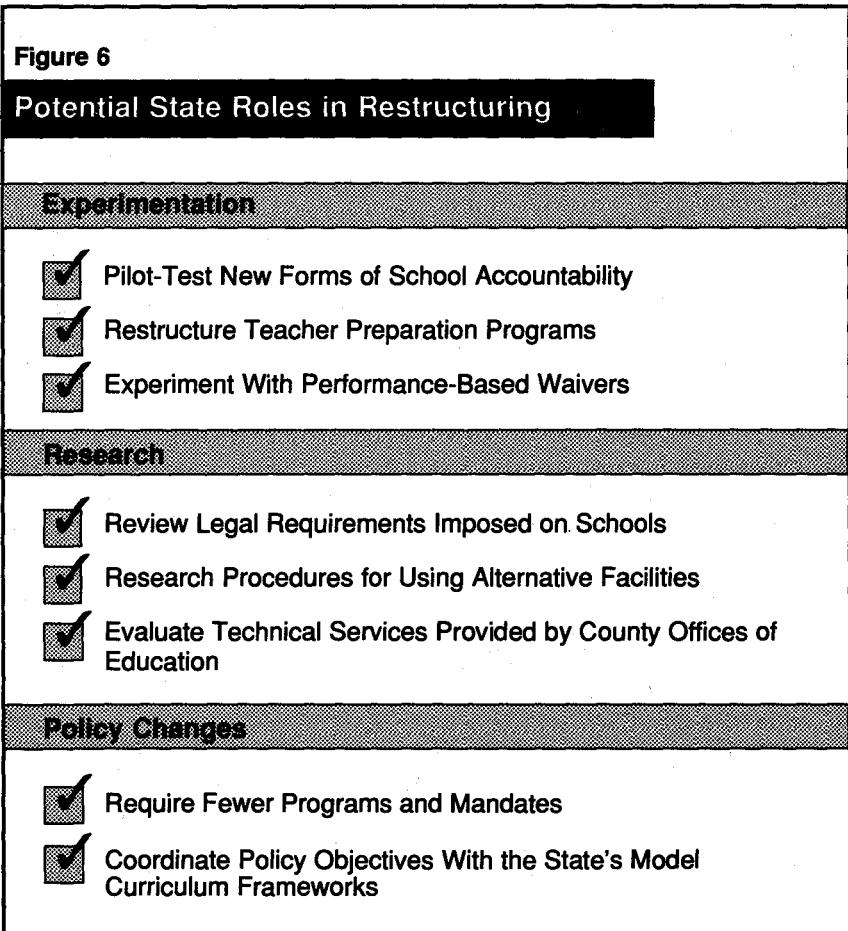 Figure 6
Potential State Roles in Restructuring
Experimentation
Pilot-Test New Forms of School Accountability
Restructure Teacher Preparation Programs
Experiment With Performance-Based Waivers
Research
Review Legal Requirements Imposed on Schools
Research Procedures for Using Alternative Facilities
Evaluate Technical Services Provided by County Offices of
Education
Policy Changes
Require Fewer Programs and Mandates
Coordinate Policy Objectives With the State's Model
Curriculum Frameworks